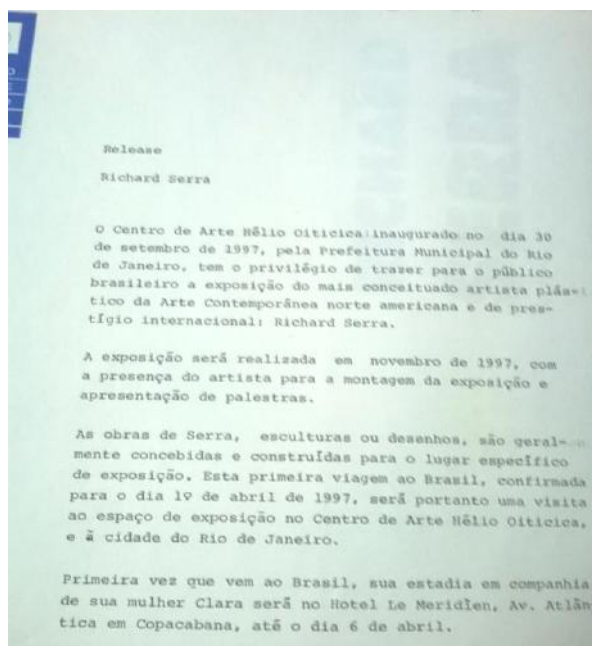 Release
Richard Serra
O Centro de Arte Hélio Oiticica inaugurado no dia 30
de setembro de 1997, pela Prefeitura Municipal do Rio
de Janeiro, tem o privilégio de trazer para o público
brasileiro a exposição do mais conceituado artista plás-
tico da Arte Contemporânea norte americana e de pres-
tígio internacional: Richard Serra.
A exposição será realizada em novembro de 1997, com
a presença do artista para a montagem da exposição e
apresentação de palestras.
As obras de Serra, esculturas ou desenhos, são geral-
mente concebidas e construídas para o lugar específico
de exposição. Esta primeira viagem ao Brasil, confirmada
para o dia 1º de abril de 1997, será portanto uma visita
ao espaço de exposição no Centro de Arte Hélio Oiticica,
e à cidade do Rio de Janeiro.
Primeira vez que vem ao Brasil, sua estadia em companhia
de sua mulher Clara será no Hotel Le Meridien, Av. Atlân
tica em Copacabana, até o dia 6 de abril.